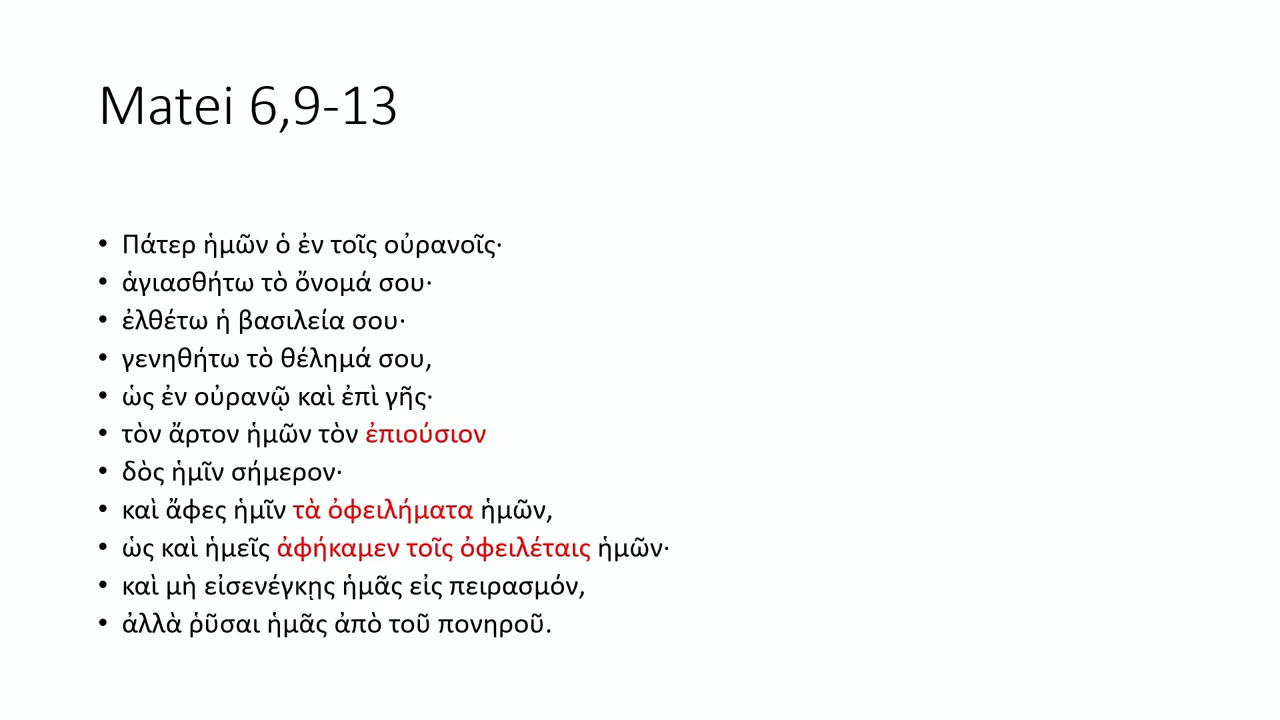 Matei 6,9-13
• Πάτερ ἡμῶν ὁ ἐν τοῖς οὐρανοῖς·
• ἁγιασθήτω τὸ ὄνομά σου·
• ἐλθέτω ἡ βασιλεία σου·
• γενηθήτω τὸ θέλημά σου,
• ὡς ἐν οὐρανῷ καὶ ἐπὶ γῆς·
• τὸν ἄρτον ἡμῶν τὸν ἐπιούσιον
• δὸς ἡμῖν σήμερον·
• καὶ ἄφες ἡμῖν τὰ ὀφειλήματα ἡμῶν,
• ὡς καὶ ἡμεῖς ἀφήκαμεν τοῖς ὀφειλέταις ἡμῶν·
• καὶ μὴ εἰσενέγκῃς ἡμᾶς εἰς πειρασμόν,
• ἀλλὰ ῥῦσαι ἡμᾶς ἀπὸ τοῦ πονηροῦ.